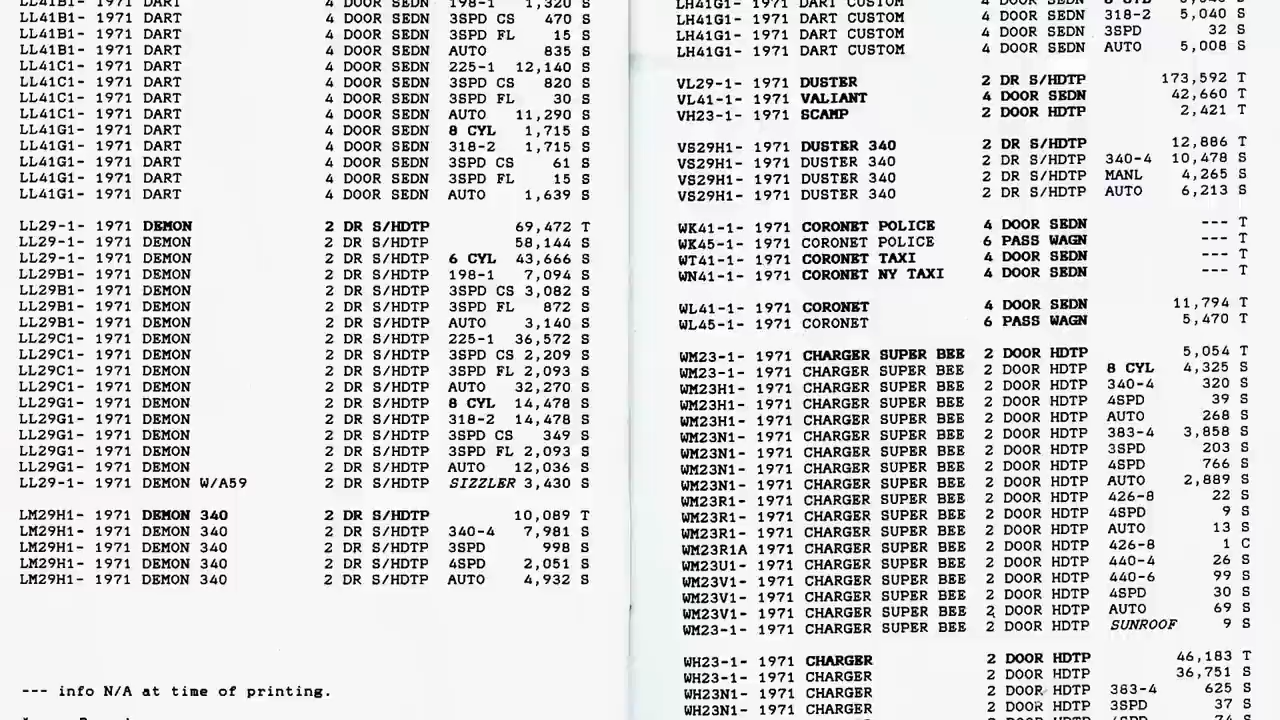 LL41B1- 1971 DART 4 DOOR SEDN 198-1 1,320 S
LL41B1- 1971 DART 4 DOOR SEDN 3SPD CS 470 S
LL41B1- 1971 DART 4 DOOR SEDN 3SPD FL 15 S
LL41B1- 1971 DART 4 DOOR SEDN AUTO 835 S
LL41C1- 1971 DART 4 DOOR SEDN 225-1 12,140 S
LL41C1- 1971 DART 4 DOOR SEDN 3SPD CS 820 S
LL41C1- 1971 DART 4 DOOR SEDN 3SPD FL 30 S
LL41C1- 1971 DART 4 DOOR SEDN AUTO 11,290 S
LL41G1- 1971 DART 4 DOOR SEDN 8 CYL 1,715 S
LL41G1- 1971 DART 4 DOOR SEDN 318-2 1,715 S
LL41G1- 1971 DART 4 DOOR SEDN 3SPD CS 61 S
LL41G1- 1971 DART 4 DOOR SEDN 3SPD FL 15 S
LL41G1- 1971 DART 4 DOOR SEDN AUTO 1,639 S
LL29-1- 1971 DEMON 2 DR S/HDTP 69,472 T
LL29-1- 1971 DEMON 2 DR S/HDTP 58,144 S
LL29-1- 1971 DEMON 2 DR S/HDTP 6 CYL 43,666 S
LL29B1- 1971 DEMON 2 DR S/HDTP 198-1 7,094 S
LL29B1- 1971 DEMON 2 DR S/HDTP 3SPD CS 3,082 S
LL29B1- 1971 DEMON 2 DR S/HDTP 3SPD FL 872 S
LL29B1- 1971 DEMON 2 DR S/HDTP AUTO 3,140 S
LL29C1- 1971 DEMON 2 DR S/HDTP 225-1 36,572 S
LL29C1- 1971 DEMON 2 DR S/HDTP 3SPD CS 2,209 S
LL29C1- 1971 DEMON 2 DR S/HDTP 3SPD FL 2,093 S
LL29C1- 1971 DEMON 2 DR S/HDTP AUTO 32,270 S
LL29G1- 1971 DEMON 2 DR S/HDTP 8 CYL 14,478 S
LL29G1- 1971 DEMON 2 DR S/HDTP 318-2 14,478 S
LL29G1- 1971 DEMON 2 DR S/HDTP 3SPD CS 349 S
LL29G1- 1971 DEMON 2 DR S/HDTP 3SPD FL 2,093 S
LL29G1- 1971 DEMON 2 DR S/HDTP AUTO 12,036 S
LL29-1- 1971 DEMON W/A59 2 DR S/HDTP SIZZLER 3,430 S
LM29H1- 1971 DEMON 340 2 DR S/HDTP 10,089 T
LM29H1- 1971 DEMON 340 2 DR S/HDTP 340-4 7,981 S
LM29H1- 1971 DEMON 340 2 DR S/HDTP 3SPD 998 S
LM29H1- 1971 DEMON 340 2 DR S/HDTP 4SPD 2,051 S
LM29H1- 1971 DEMON 340 2 DR S/HDTP AUTO 4,932 S
--- info N/A at time of printing.
LH41G1- 1971 DART CUSTOM 4 DOOR SEDN 8 CYL 5,040 S
LH41G1- 1971 DART CUSTOM 4 DOOR SEDN 318-2 5,040 S
LH41G1- 1971 DART CUSTOM 4 DOOR SEDN 3SPD 32 S
LH41G1- 1971 DART CUSTOM 4 DOOR SEDN AUTO 5,008 S
VL29-1- 1971 DUSTER 2 DR S/HDTP 173,592 T
VL41-1- 1971 VALIANT 4 DOOR SEDN 42,660 T
VH23-1- 1971 SCAMP 2 DOOR HDTP 2,421 T
VS29H1- 1971 DUSTER 340 2 DR S/HDTP 12,886 T
VS29H1- 1971 DUSTER 340 2 DR S/HDTP 340-4 10,478 S
VS29H1- 1971 DUSTER 340 2 DR S/HDTP MANL 4,265 S
VS29H1- 1971 DUSTER 340 2 DR S/HDTP AUTO 6,213 S
WK41-1- 1971 CORONET POLICE 4 DOOR SEDN --- T
WK45-1- 1971 CORONET POLICE 6 PASS WAGN --- T
WT41-1- 1971 CORONET TAXI 4 DOOR SEDN --- T
WN41-1- 1971 CORONET NY TAXI 4 DOOR SEDN --- T
WL41-1- 1971 CORONET 4 DOOR SEDN 11,794 T
WL45-1- 1971 CORONET 6 PASS WAGN 5,470 T
WM23-1- 1971 CHARGER SUPER BEE 2 DOOR HDTP 5,054 T
WM23-1- 1971 CHARGER SUPER BEE 2 DOOR HDTP 8 CYL 4,325 S
WM23H1- 1971 CHARGER SUPER BEE 2 DOOR HDTP 340-4 320 S
WM23H1- 1971 CHARGER SUPER BEE 2 DOOR HDTP 4SPD 39 S
WM23H1- 1971 CHARGER SUPER BEE 2 DOOR HDTP AUTO 268 S
WM23N1- 1971 CHARGER SUPER BEE 2 DOOR HDTP 383-4 3,858 S
WM23N1- 1971 CHARGER SUPER BEE 2 DOOR HDTP 3SPD 203 S
WM23N1- 1971 CHARGER SUPER BEE 2 DOOR HDTP 4SPD 766 S
WM23N1- 1971 CHARGER SUPER BEE 2 DOOR HDTP AUTO 2,889 S
WM23R1- 1971 CHARGER SUPER BEE 2 DOOR HDTP 426-8 22 S
WM23R1- 1971 CHARGER SUPER BEE 2 DOOR HDTP 4SPD 9 S
WM23R1- 1971 CHARGER SUPER BEE 2 DOOR HDTP AUTO 13 S
WM23R1A 1971 CHARGER SUPER BEE 2 DOOR HDTP 426-8 1 C
WM23U1- 1971 CHARGER SUPER BEE 2 DOOR HDTP 440-4 26 S
WM23V1- 1971 CHARGER SUPER BEE 2 DOOR HDTP 440-6 99 S
WM23V1- 1971 CHARGER SUPER BEE 2 DOOR HDTP 4SPD 30 S
WM23V1- 1971 CHARGER SUPER BEE 2 DOOR HDTP AUTO 69 S
WM23-1- 1971 CHARGER SUPER BEE 2 DOOR HDTP SUNROOF 9 S
WH23-1- 1971 CHARGER 2 DOOR HDTP 46,183 T
WH23-1- 1971 CHARGER 2 DOOR HDTP 36,751 S
WH23N1- 1971 CHARGER 2 DOOR HDTP 383-4 625 S
WH23N1- 1971 CHARGER 2 DOOR HDTP 3SPD 37 S